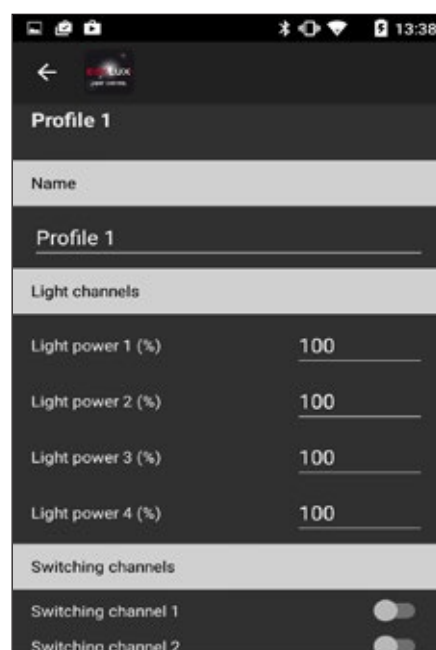 13:38
Profile 1
Name
Profile 1
Light channels
Light power 1 (%) 100
Light power 2 (%) 100
Light power 3 (%) 100
Light power 4 (%) 100
Switching channels
Switching channel 1
Switching channel 2